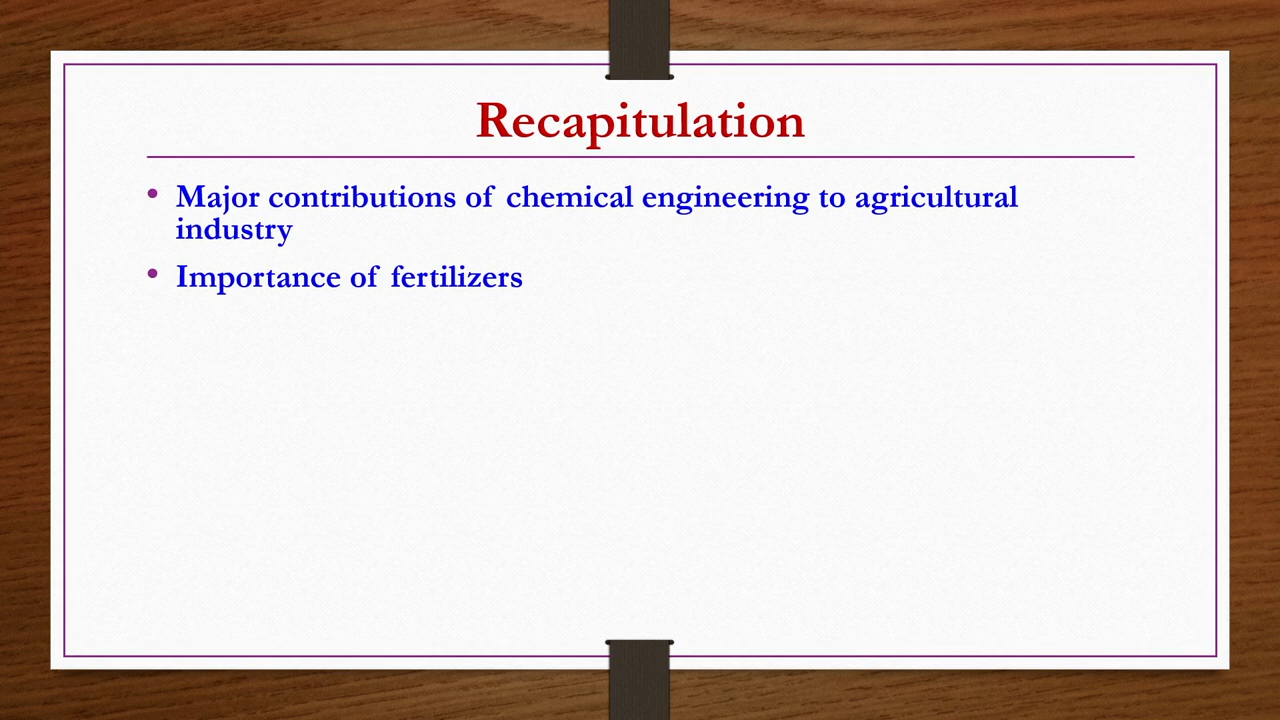 Recapitulation
• Major contributions of chemical engineering to agricultural
industry
• Importance of fertilizers